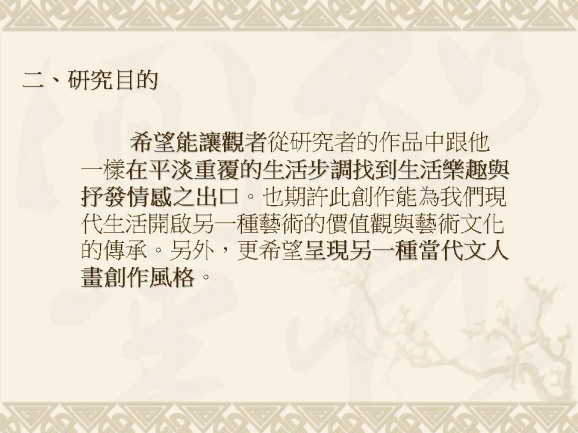 二、研究目的
希望能讓觀者從研究者的作品中跟他
一樣在平淡重覆的生活步調找到生活樂趣與
抒發情感之出口。也期許此創作能為我們現
代生活開啟另一種藝術的價值觀與藝術文化
的傳承。另外，更希望呈現另一種當代文人
畫創作風格。